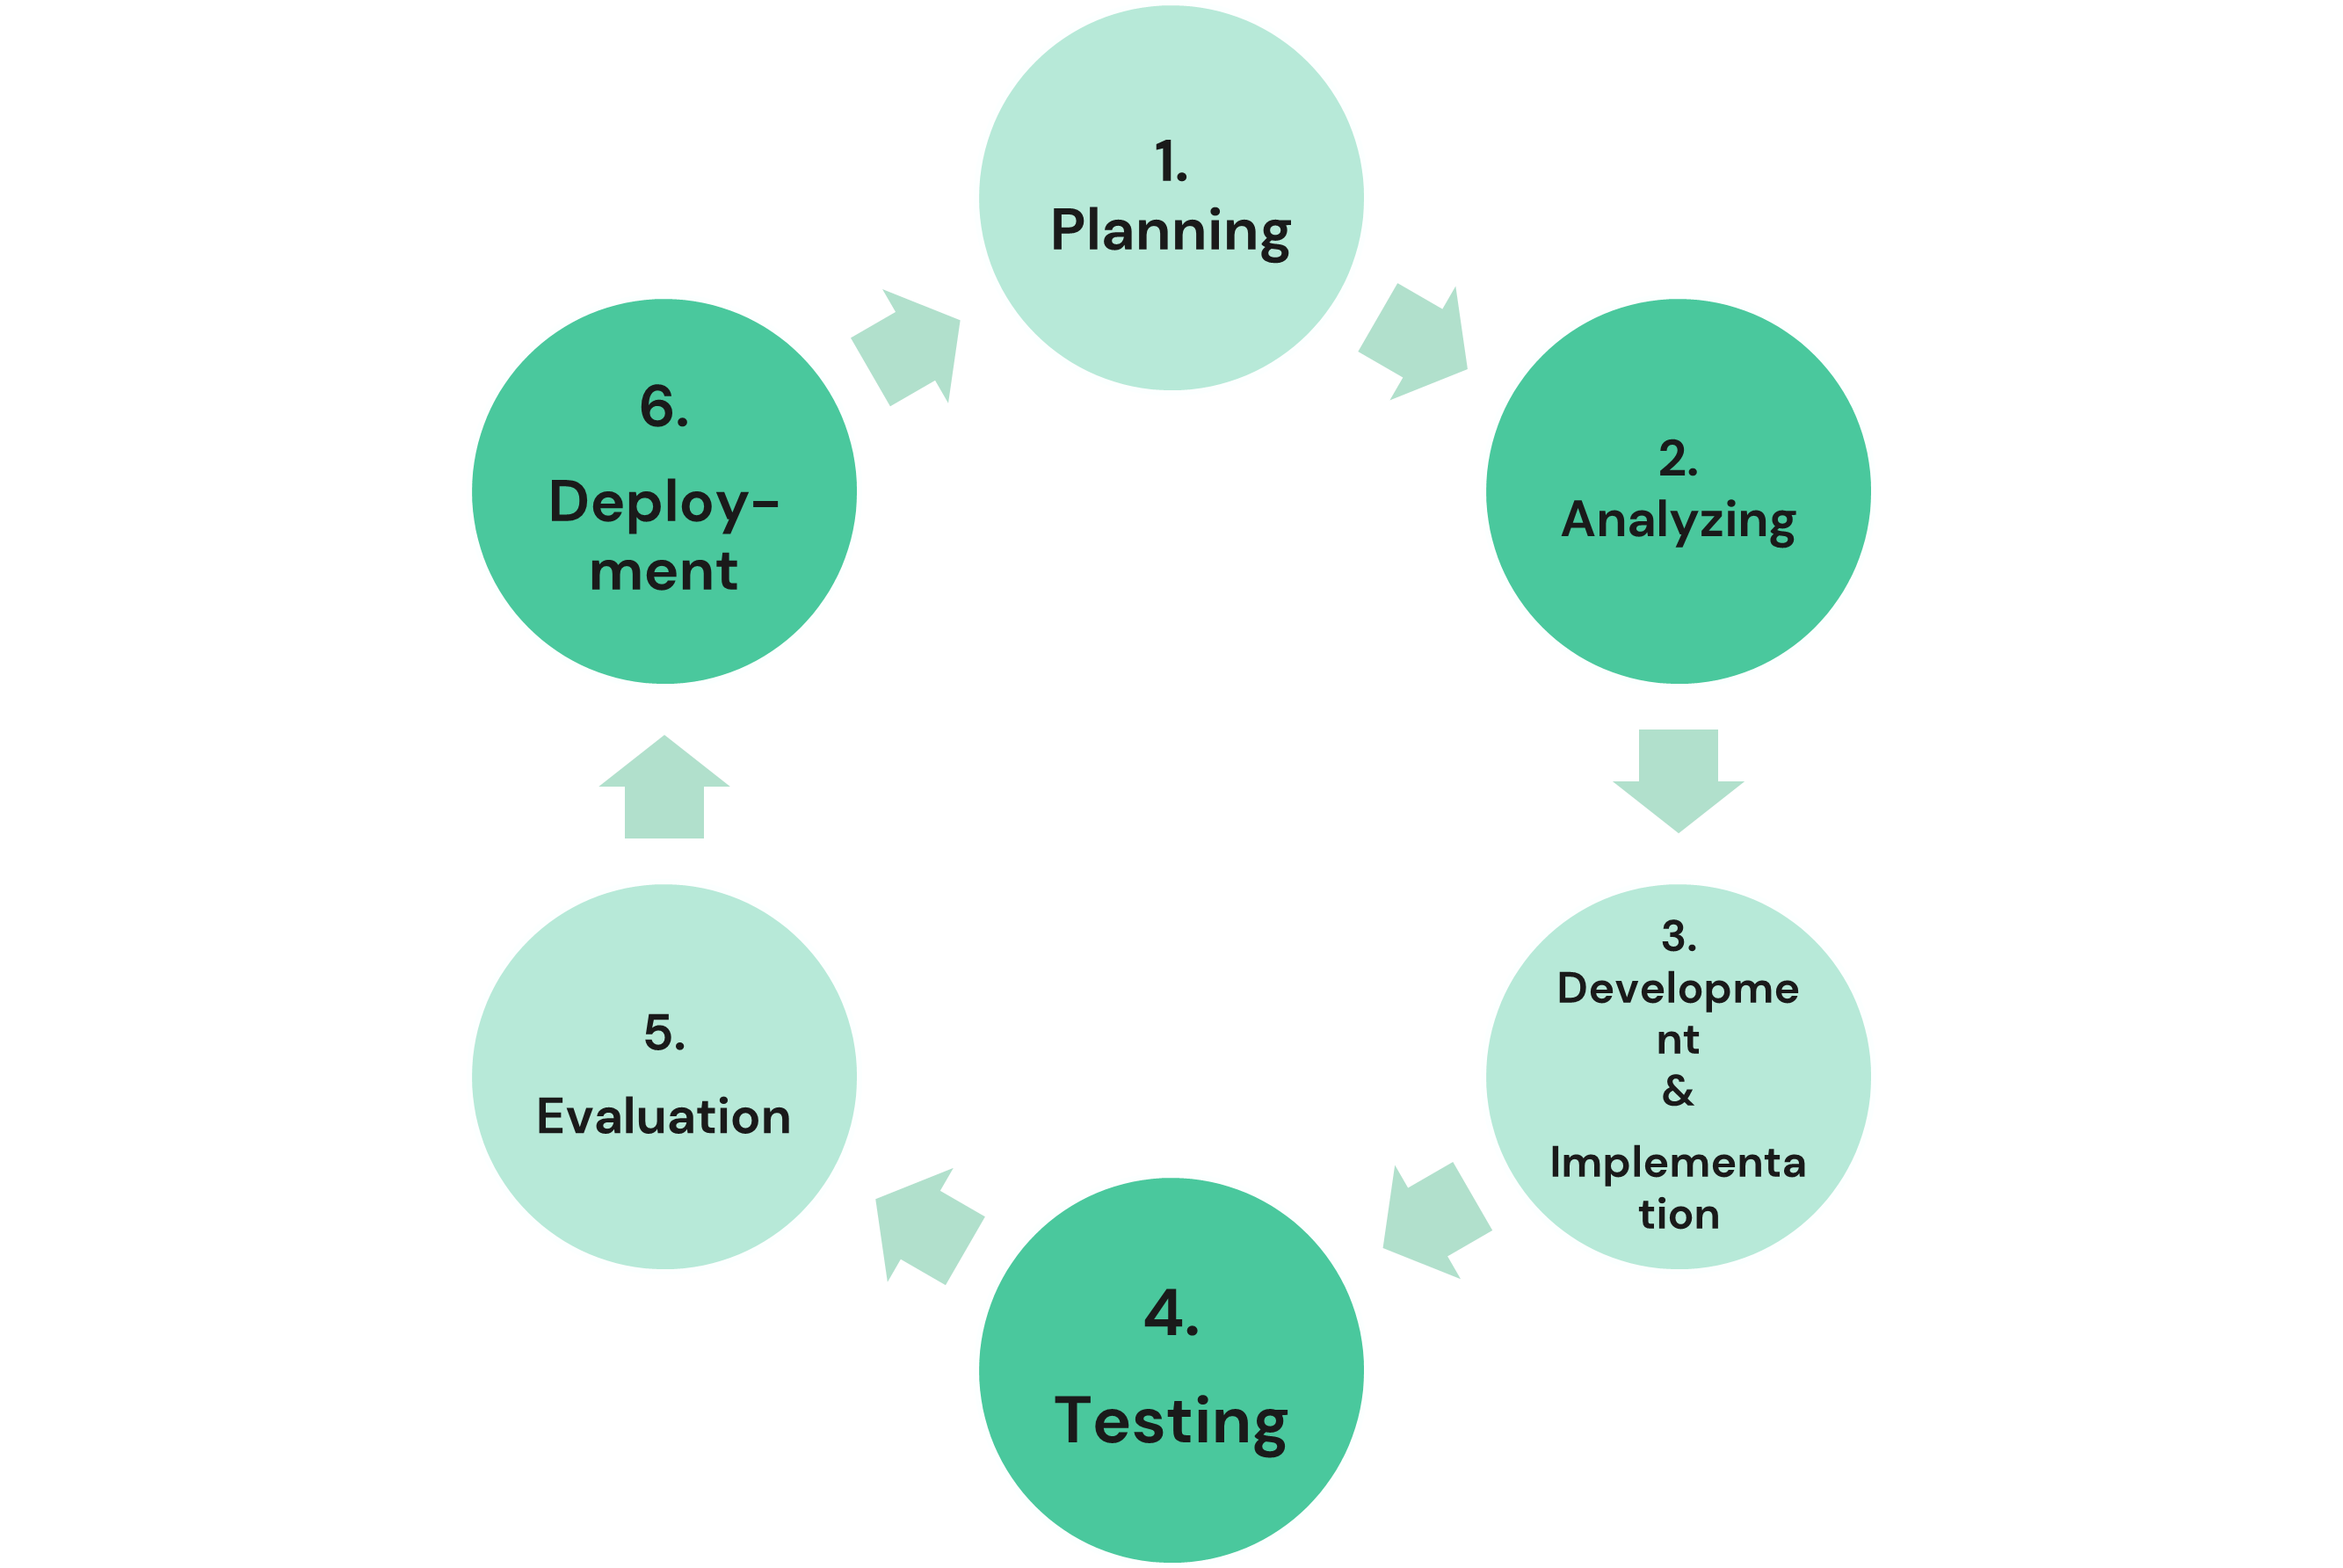 1.
Planning
2.
Analyzing
3.
Developme
nt
&
Implementa
tion
4.
Testing
5.
Evaluation
6.
Deploy-
ment